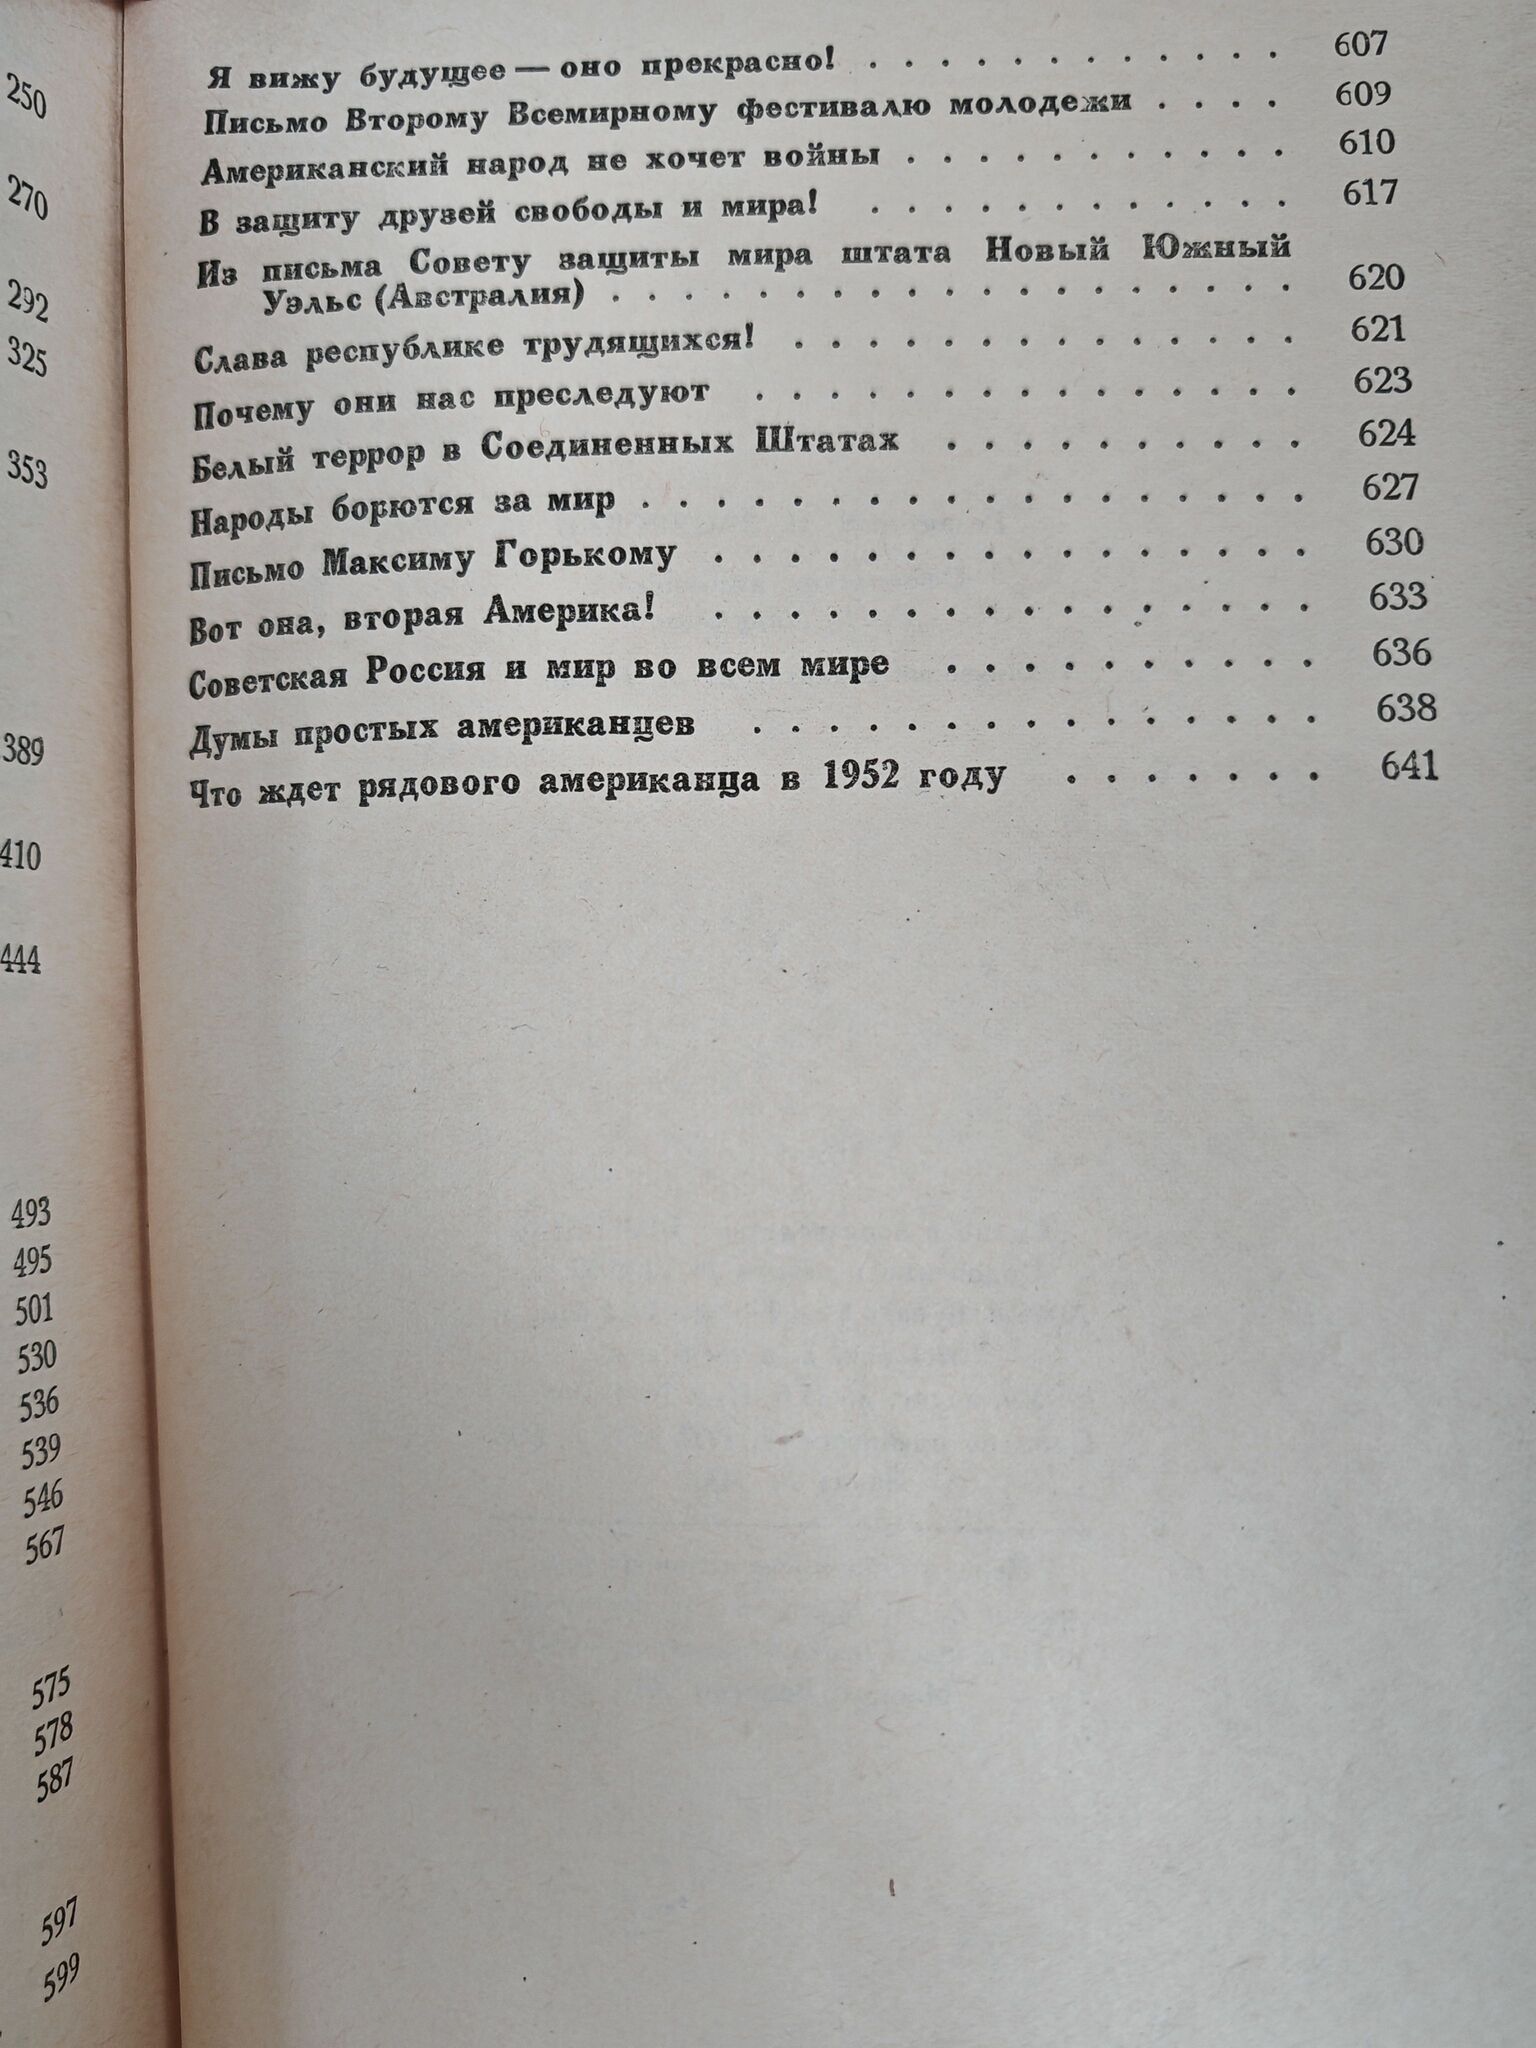 250
270
292
325
353
389
410
444
493
495
501
530
536
539
546
567
575
578
587
597
599
Я вижу будущее — оно прекрасно! . . . . . . . . . . . . . 607
Письмо Второму Всемирному фестивалю молодежи . . . . 609
Американский народ не хочет войны . . . . . . . . . . . 610
В защиту друзей свободы и мира! . . . . . . . . . . . . 617
Из письма Совету защиты мира штата Новый Южный
Уэльс (Австралия) . . . . . . . . . . . . . . . . . . 620
Слава республике трудящихся! . . . . . . . . . . . . . . 621
Почему они нас преследуют . . . . . . . . . . . . . . . 623
Белый террор в Соединенных Штатах . . . . . . . . . . 624
Народы борются за мир . . . . . . . . . . . . . . . . . . 627
Письмо Максиму Горькому . . . . . . . . . . . . . . . . 630
Вот она, вторая Америка! . . . . . . . . . . . . . . . . 633
Советская Россия и мир во всем мире . . . . . . . . . . 636
Думы простых американцев . . . . . . . . . . . . . . . 638
Что ждет рядового американца в 1952 году . . . . . . . 641